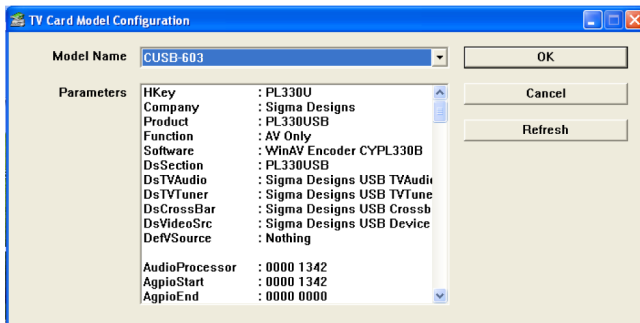 TV Card Model Configuration
Model Name CUSB-603 OK
Parameters HKey : PL330U Cancel
Company : Sigma Designs
Product : PL330USB Refresh
Function : AV Only
Software : WinAV Encoder CYPL330B
DsSection : PL330USB
DsTVAudio : Sigma Designs USB TVAudi
DsTVTuner : Sigma Designs USB TVTune
DsCrossBar : Sigma Designs USB Crossb
DsVideoSrc : Sigma Designs USB Device
DefVSource : Nothing
AudioProcessor : 0000 1342
AgpioStart : 0000 1342
AgpioEnd : 0000 0000